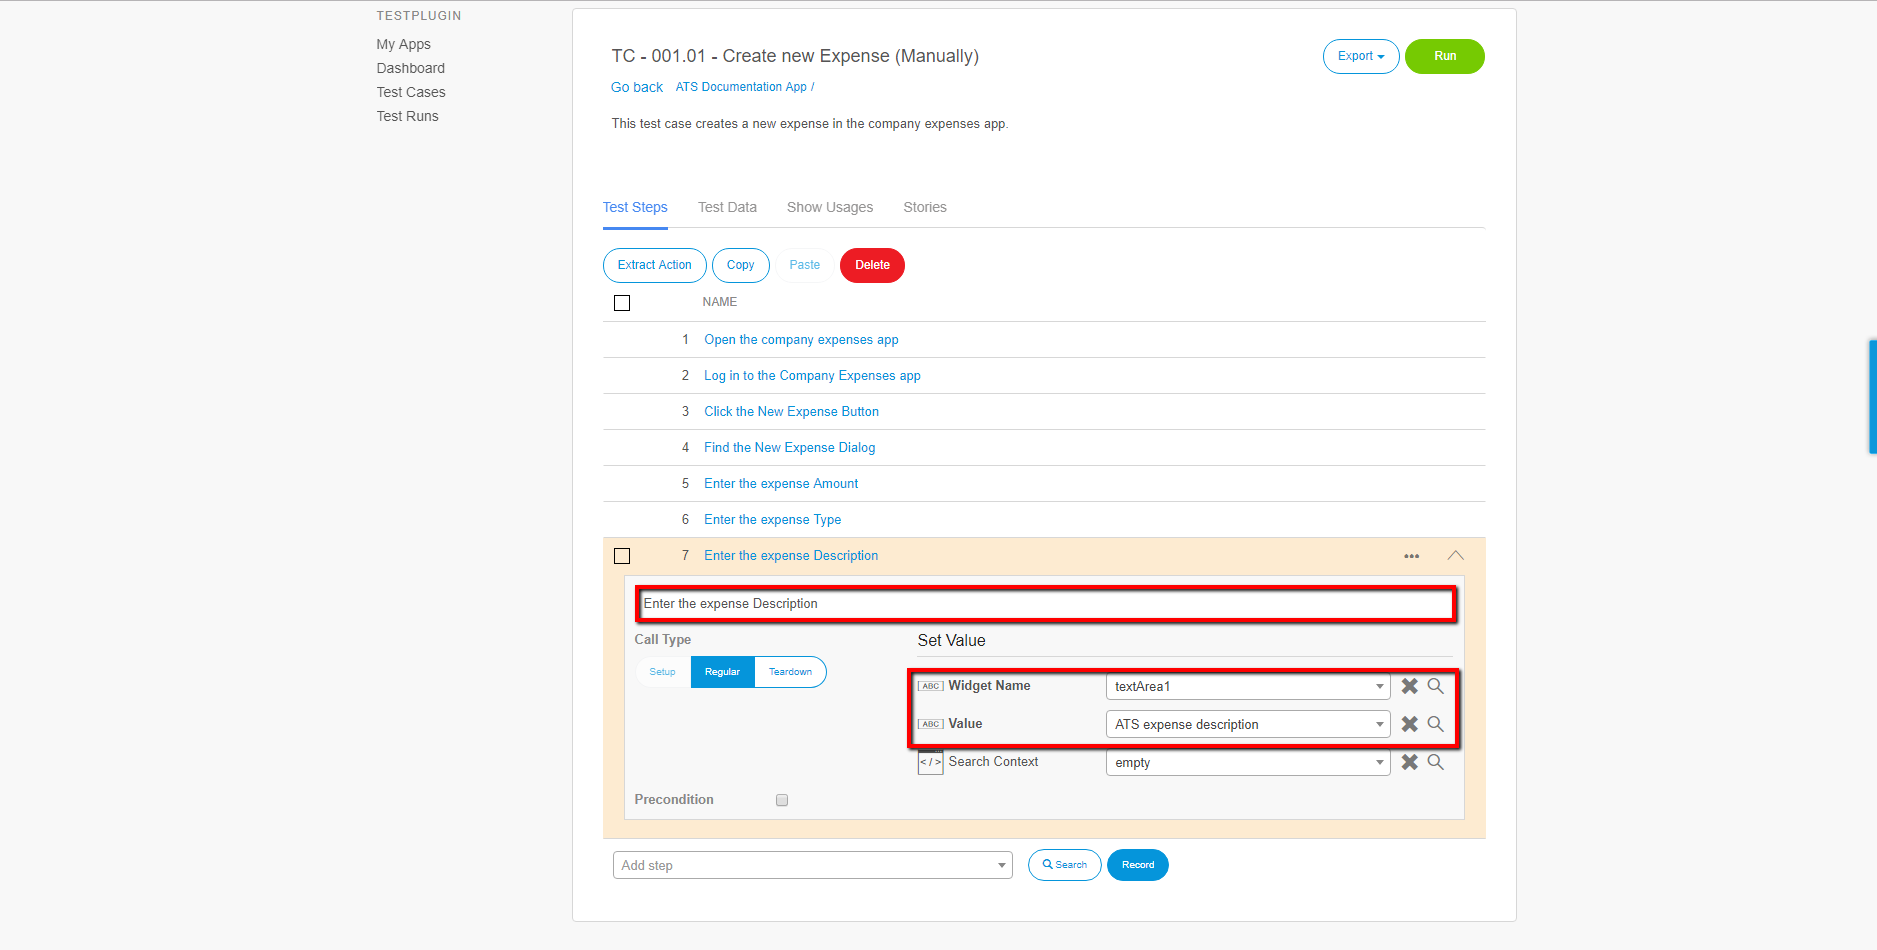 TESTPLUGIN
My Apps
Dashboard
Test Cases
Test Runs
TC - 001.01 - Create new Expense (Manually)
Export
Run
Go back ATS Documentation App /
This test case creates a new expense in the company expenses app.
Test Steps Test Data Show Usages Stories
Extract Action Copy Paste Delete
NAME
1 Open the company expenses app
2 Log in to the Company Expenses app
3 Click the New Expense Button
4 Find the New Expense Dialog
5 Enter the expense Amount
6 Enter the expense Type
7 Enter the expense Description
Enter the expense Description
Call Type
Setup Regular Teardown
Set Value
ABC Widget Name textArea1
ABC Value ATS expense description
</> Search Context empty
Precondition
Add step Search Record